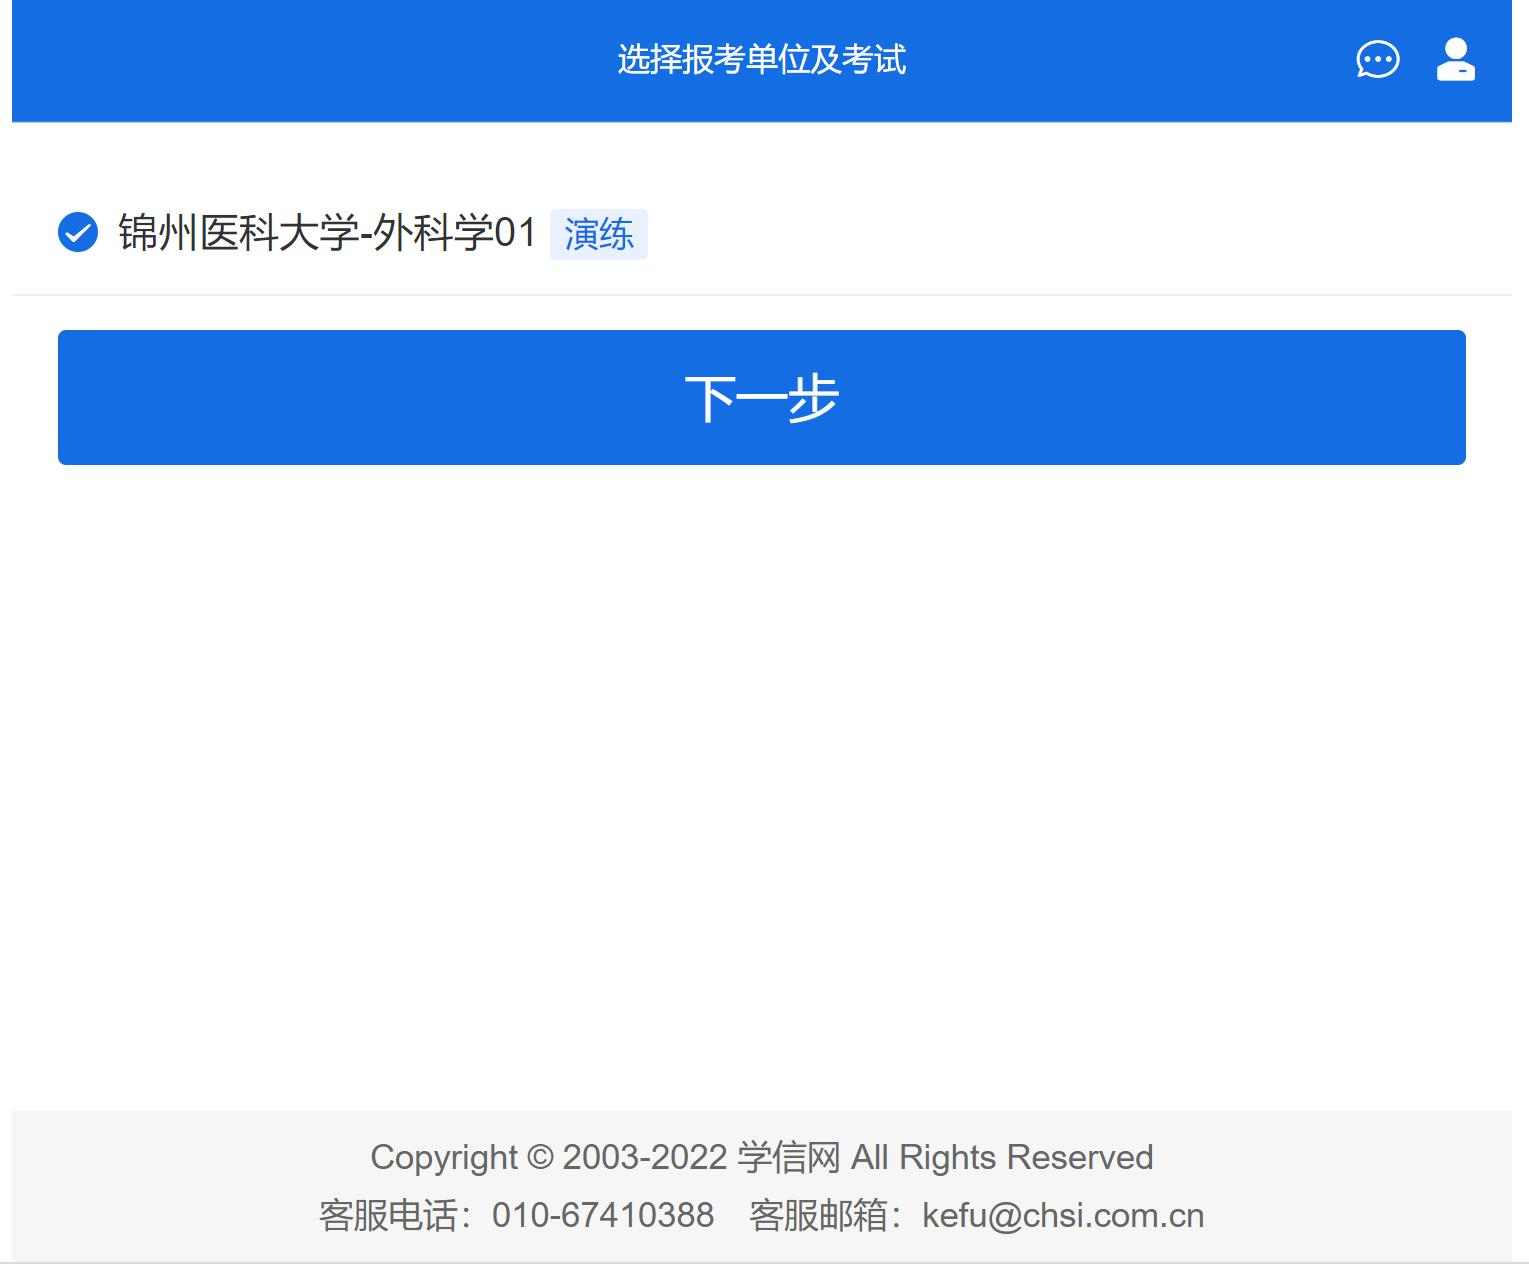 选择报考单位及考试
锦州医科大学-外科学01 演练
下一步
Copyright © 2003-2022 学信网 All Rights Reserved
客服电话：010-67410388 客服邮箱：kefu@chsi.com.cn